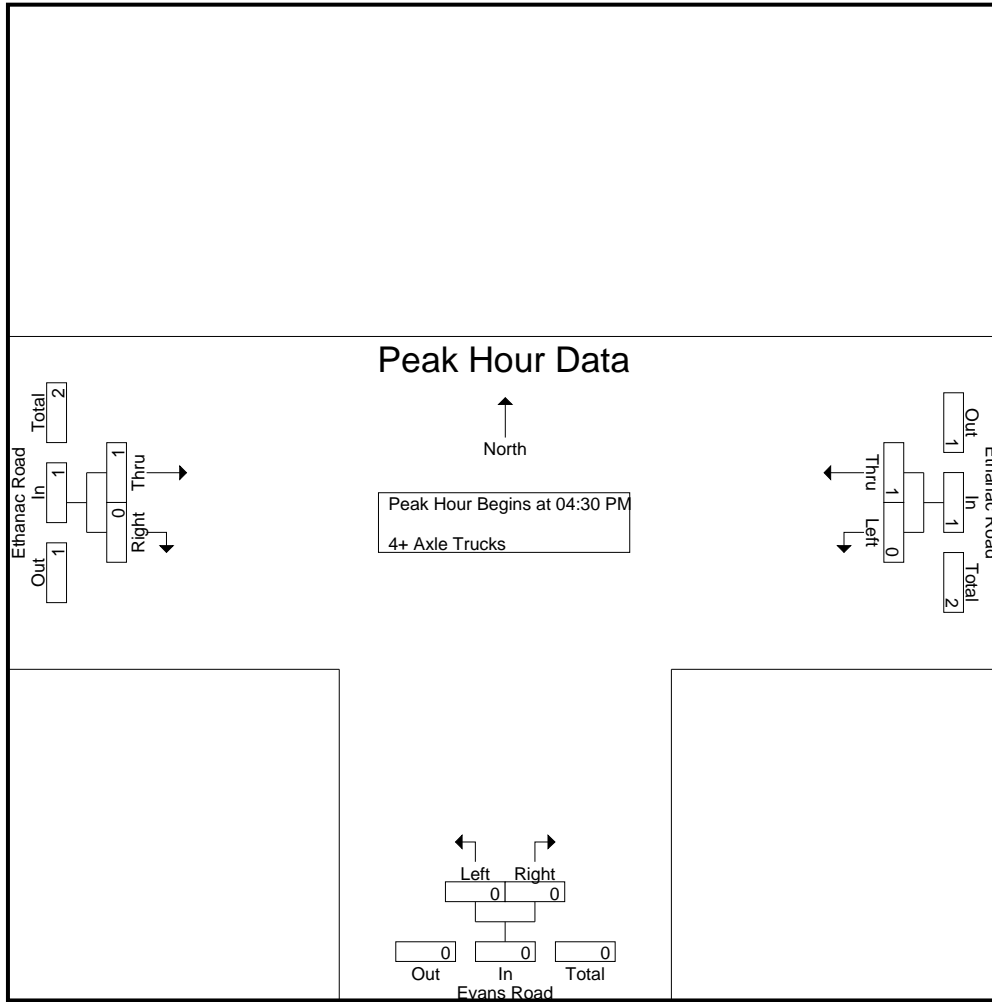 Peak Hour Data
North
Peak Hour Begins at 04:30 PM
4+ Axle Trucks
Ethanac Road
Out
In
Total
1
1
2
Right
Thru
0
1
Ethanac Road
Out
In
Total
1
1
2
Thru
Left
1
0
Left
Right
0
0
0
0
0
Out
In
Total
Evans Road